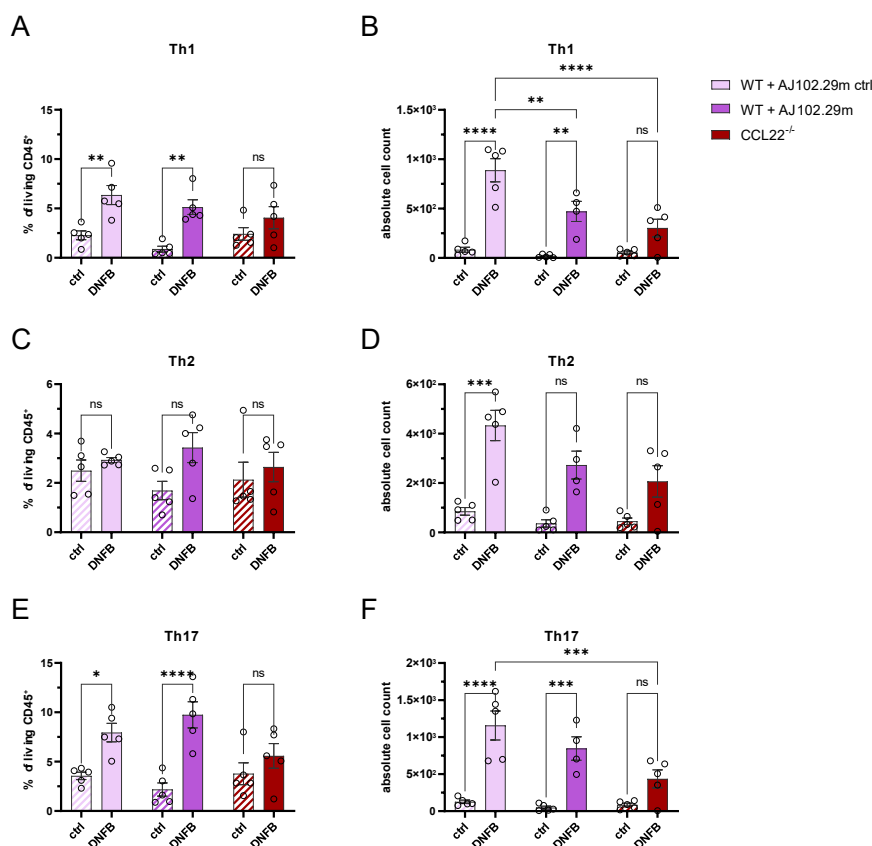 A
Th1
% of living CD45⁺
15
10
5
0
** ** ns
ctrl DNFB ctrl DNFB ctrl DNFB
B
Th1
absolute cell count
1.5×10³
1×10³
5×10²
0
****
**
**** ** ns
ctrl DNFB ctrl DNFB ctrl DNFB
WT + AJ102.29m ctrl
WT + AJ102.29m
CCL22⁻/⁻
C
Th2
% of living CD45⁺
6
4
2
0
ns ns ns
ctrl DNFB ctrl DNFB ctrl DNFB
D
Th2
absolute cell count
6×10²
4×10³
2×10²
0
*** ns ns
ctrl DNFB ctrl DNFB ctrl DNFB
E
Th17
% of living CD45⁺
15
10
5
0
* **** ns
ctrl DNFB ctrl DNFB ctrl DNFB
F
Th17
absolute cell count
2×10³
1.5×10³
1×10³
5×10²
0
***
**** *** ns
ctrl DNFB ctrl DNFB ctrl DNFB